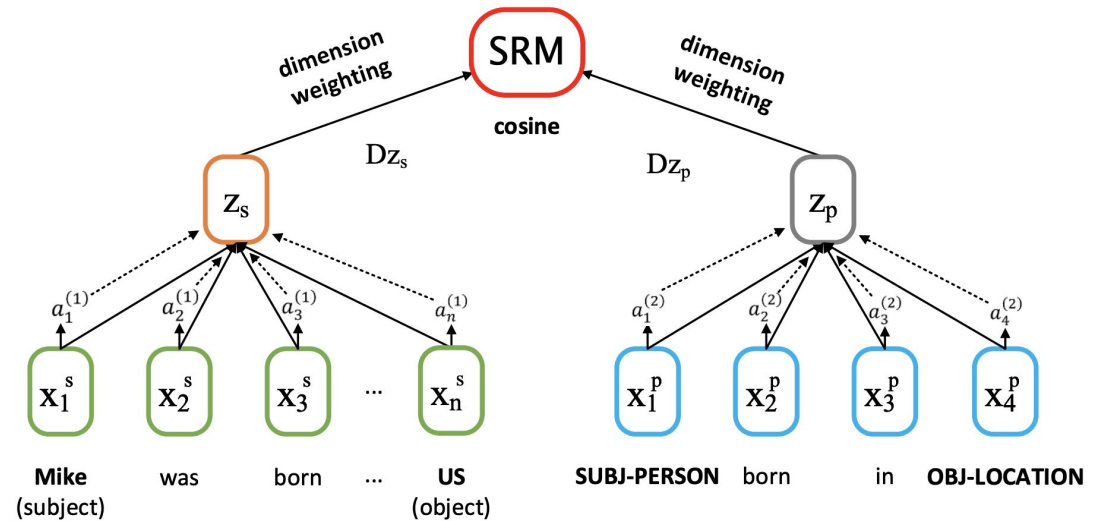 SRM
dimension
weighting
dimension
weighting
cosine
Dzₛ
Dzₚ
zₛ
zₚ
a₁⁽¹⁾ a₂⁽¹⁾ a₃⁽¹⁾ aₙ⁽¹⁾ a₁⁽²⁾ a₂⁽²⁾ a₃⁽²⁾ a₄⁽²⁾
x₁ˢ x₂ˢ x₃ˢ ... xₙˢ x₁ᵖ x₂ᵖ x₃ᵖ x₄ᵖ
Mike was born ... US SUBJ-PERSON born in OBJ-LOCATION
(subject) (object)